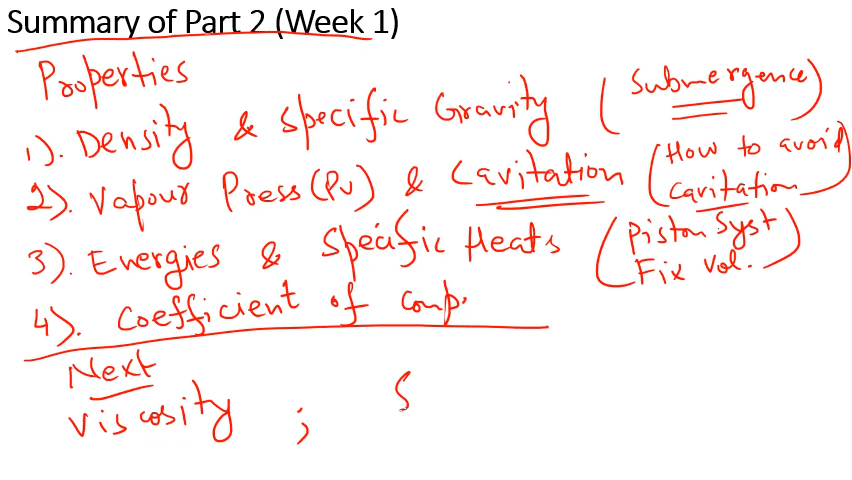 Summary of Part 2 (Week 1)
Properties
1). Density & Specific Gravity (Submergence)
2). Vapour Press (Pv) & Cavitation (How to avoid
Cavitation)
3). Energies & Specific Heats (Piston Syst
Fix Vol.)
4). Coefficient of comp.
Next
Viscosity ; S